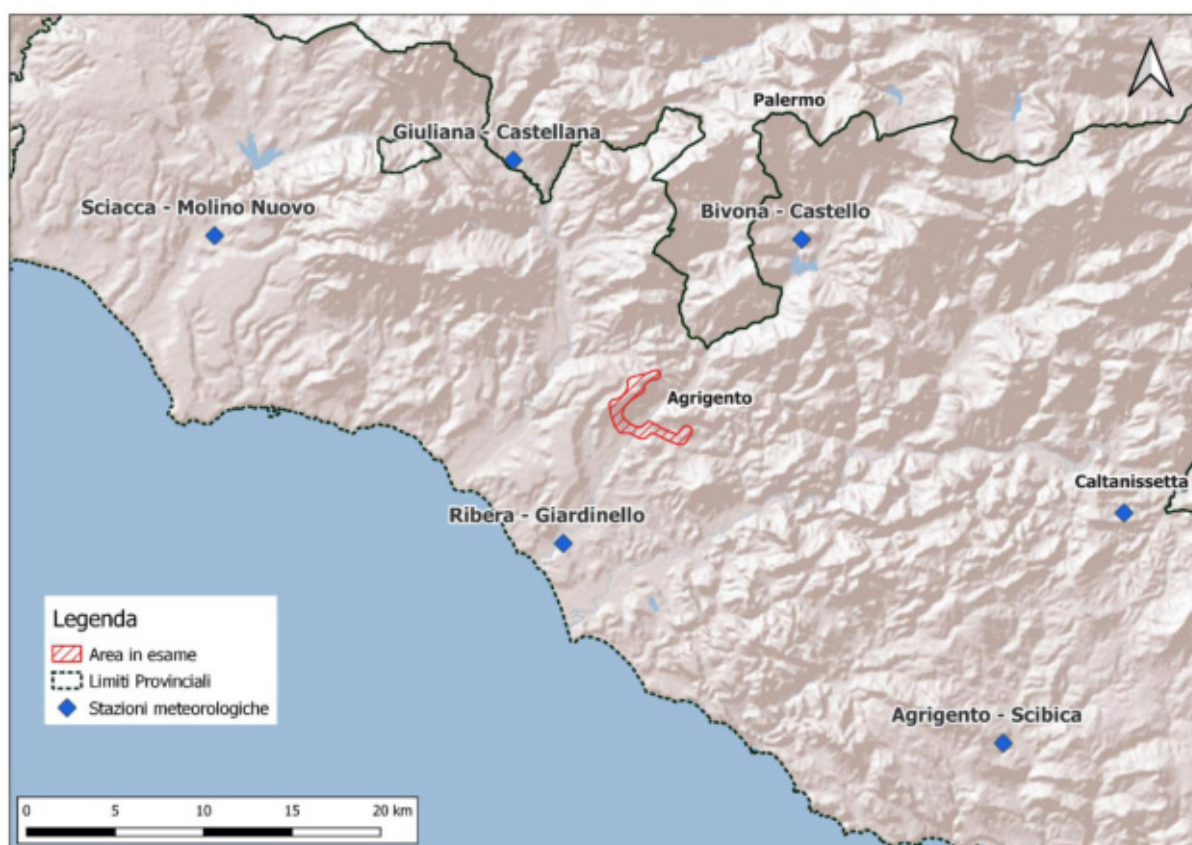 Palermo
Giuliana - Castellana
Sciacca - Molino Nuovo
Bivona - Castello
Agrigento
Caltanissetta
Ribera - Giardinello
Agrigento - Scibica
Legenda
Area in esame
Limiti Provinciali
Stazioni meteorologiche
0 5 10 15 20 km